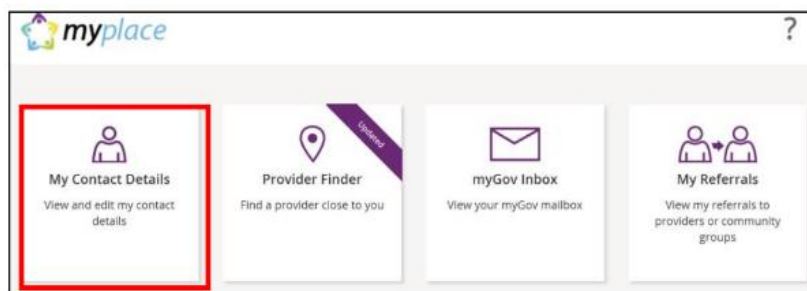 myplace
?
Updated
My Contact Details
View and edit my contact
details
Provider Finder
Find a provider close to you
myGov Inbox
View your myGov mailbox
My Referrals
View my referrals to
providers or community
groups